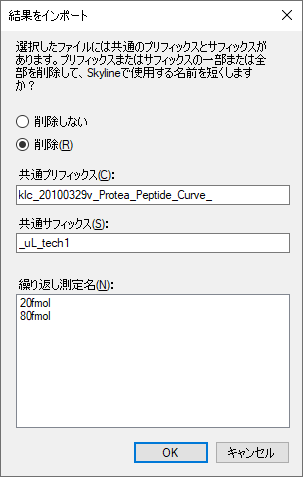 結果をインポート
選択したファイルには共通のプリフィックスとサフィックスが
あります。プリフィックスまたはサフィックスの一部または全
部を削除して、Skylineで使用する名前を短くします
か？
削除しない
削除(R)
共通プリフィックス(C):
klc_20100329v_Protea_Peptide_Curve_
共通サフィックス(S):
_uL_tech1
繰り返し測定名(N):
20fmol
80fmol
OK
キャンセル